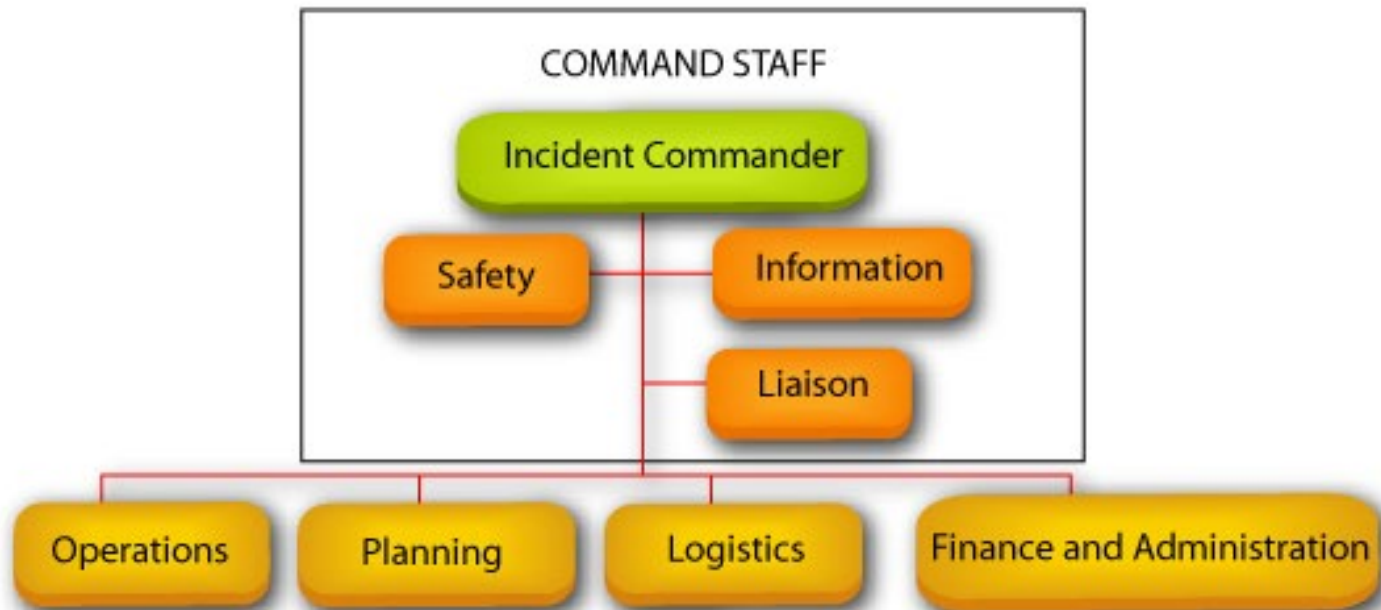 COMMAND STAFF
Incident Commander
Safety
Information
Liaison
Operations
Planning
Logistics
Finance and Administration